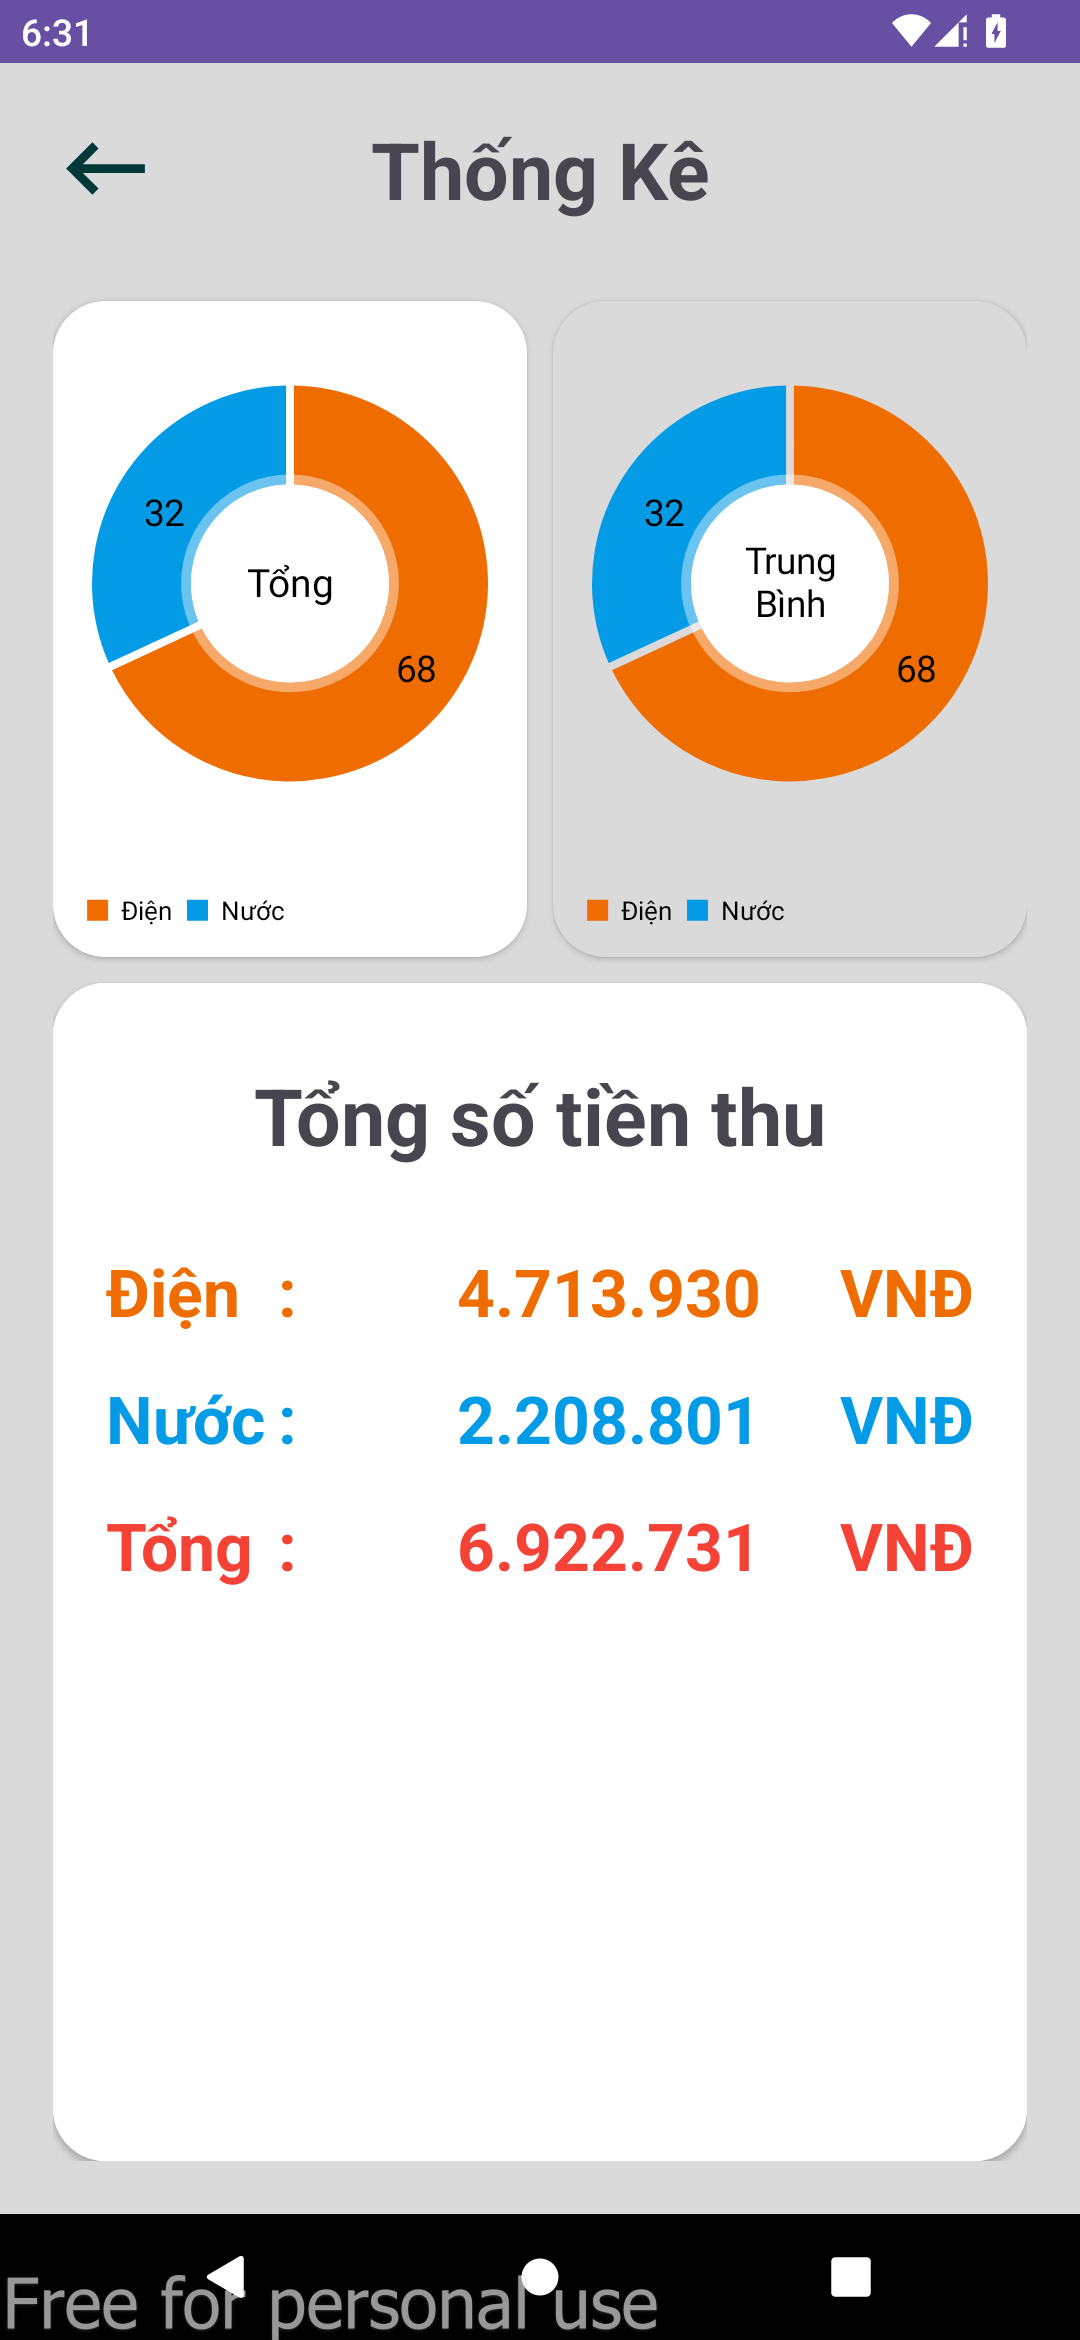 6:31
Thống Kê
32
Tổng
68
Điện Nước
32
Trung
Bình
68
Điện Nước
Tổng số tiền thu
Điện : 4.713.930 VNĐ
Nước : 2.208.801 VNĐ
Tổng : 6.922.731 VNĐ
Free for personal use